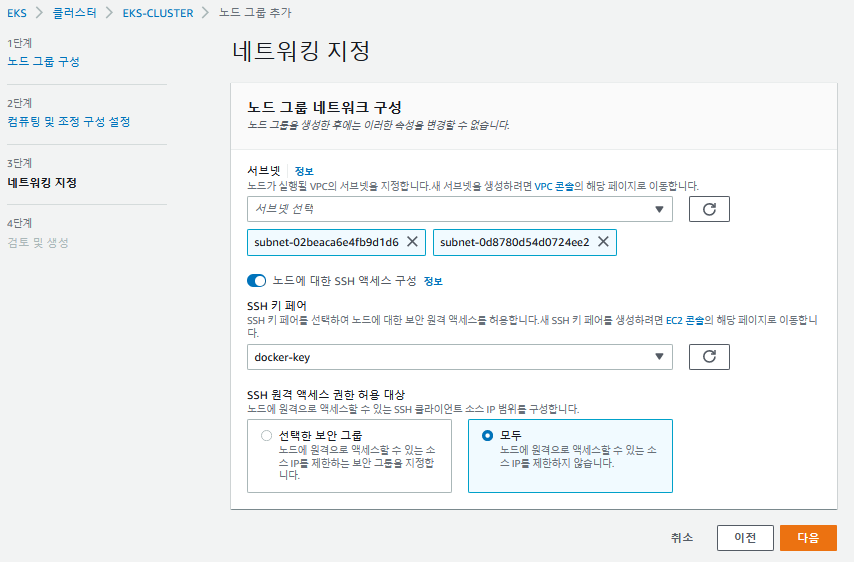 EKS > 클러스터 > EKS-CLUSTER > 노드 그룹 추가
1단계
노드 그룹 구성
2단계
컴퓨팅 및 조정 구성 설정
3단계
네트워킹 지정
4단계
검토 및 생성
네트워킹 지정
노드 그룹 네트워크 구성
노드 그룹을 생성한 후에는 이러한 속성을 변경할 수 없습니다.
서브넷 정보
노드가 실행될 VPC의 서브넷을 지정합니다.새 서브넷을 생성하려면 VPC 콘솔의 해당 페이지로 이동합니다.
서브넷 선택
subnet-02beaca6e4fb9d1d6 subnet-0d8780d54d0724ee2
노드에 대한 SSH 액세스 구성 정보
SSH 키 페어
SSH 키 페어를 선택하여 노드에 대한 보안 원격 액세스를 허용합니다.새 SSH 키 페어를 생성하려면 EC2 콘솔의 해당 페이지로 이동합니
다.
docker-key
SSH 원격 액세스 권한 허용 대상
노드에 원격으로 액세스할 수 있는 SSH 클라이언트 소스 IP 범위를 구성합니다.
선택한 보안 그룹
노드에 원격으로 액세스할 수 있는 소
스 IP를 제한하는 보안 그룹을 지정합
니다.
모두
노드에 원격으로 액세스할 수 있는 소
스 IP를 제한하지 않습니다.
취소 이전 다음